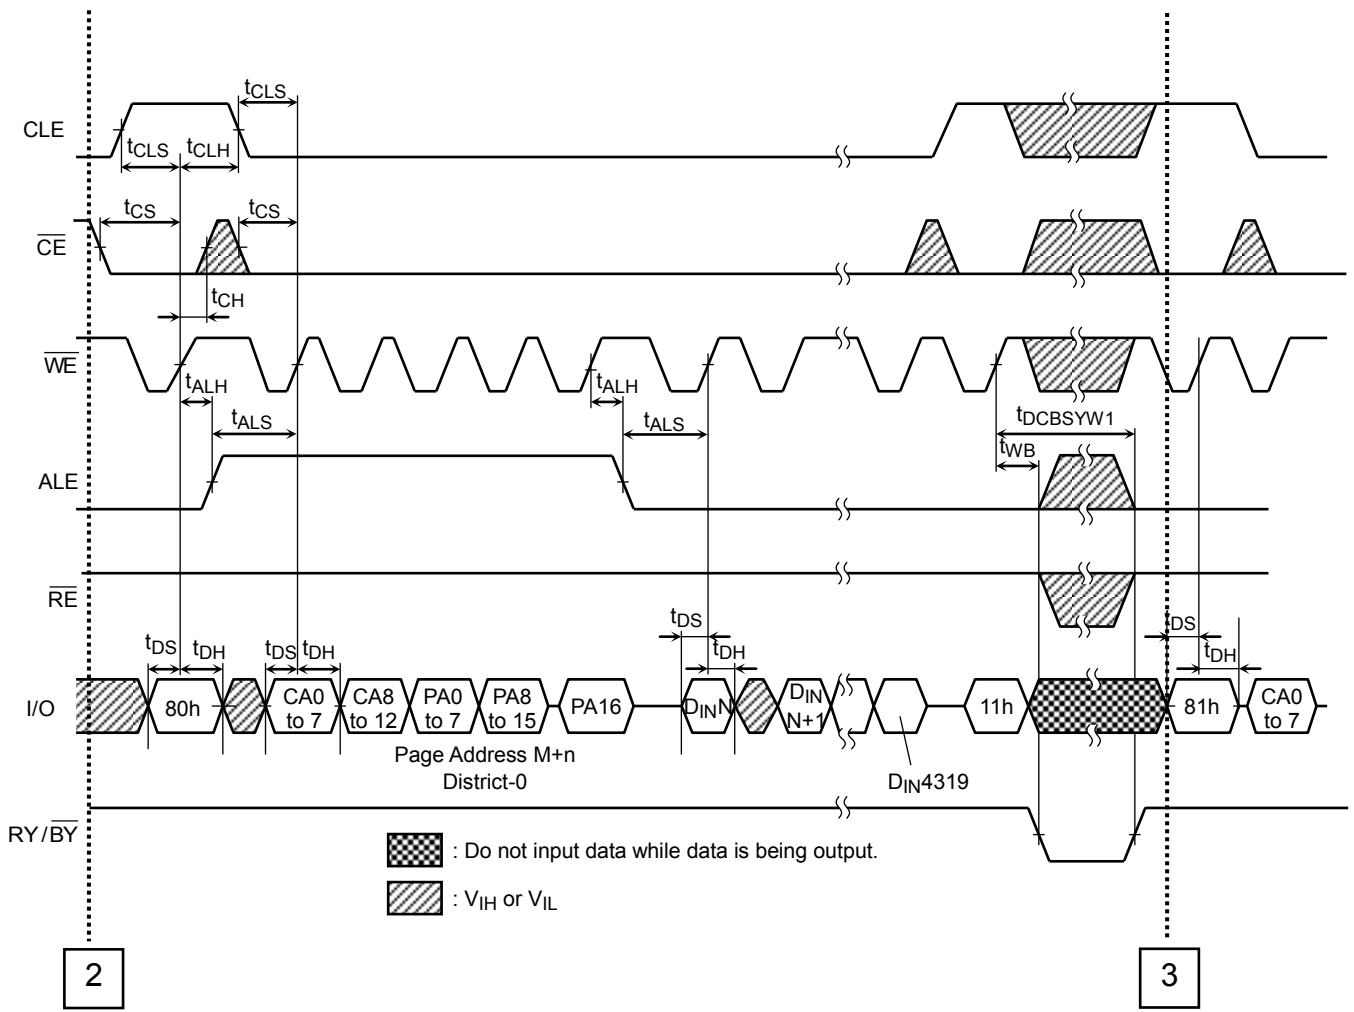 CLE
tCLS
tCLS
tCLH
CE
tCS
tCS
tCH
WE
tALH
tALS
tALH
tALS
tDCBSYW1
tWB
ALE
RE
tDS
tDH
tDS
tDH
tDS
tDH
tDS
tDH
I/O
80h
CA0
to 7
CA8
to 12
PA0
to 7
PA8
to 15
PA16
DINN
DIN
N+1
11h
81h
CA0
to 7
Page Address M+n
District-0
DIN4319
RY/BY
: Do not input data while data is being output.
: VIH or VIL
2
3